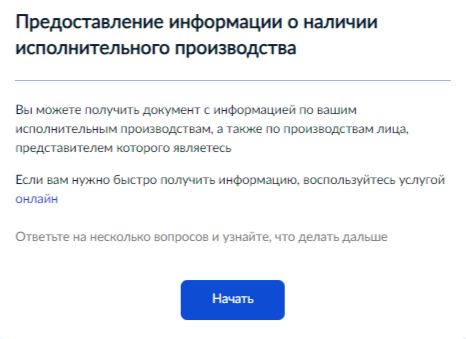 Предоставление информации о наличии
исполнительного производства
Вы можете получить документ с информацией по вашим
исполнительным производствам, а также по производствам лица,
представителем которого являетесь
Если вам нужно быстро получить информацию, воспользуйтесь услугой
онлайн
Ответьте на несколько вопросов и узнайте, что делать дальше
Начать